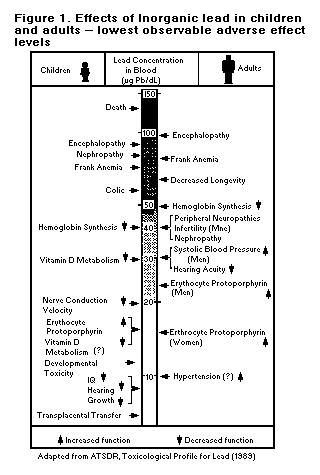 Figure 1. Effects of Inorganic lead in children
and adults – lowest observable adverse effect
levels
Children
Lead Concentration
in Blood
(µg Pb/dL)
Adults
150
Death
100
Encephalopathy
Encephalopathy
Nephropathy
Frank Anemia
Frank Anemia
Decreased Longevity
Colic
50
Hemoglobin Synthesis
Peripheral Neuropathies
Infertility (Mne)
Nephropathy
Hemoglobin Synthesis
40
Systolic Blood Pressure
(Men)
Hearing Acuity
Vitamin D Metabolism
30
Erythocyte Protoporphyrin
(Men)
Nerve Conduction
Velocity
20
Erythocyte
Protoporphyrin
Vitamin D
Metabolism (?)
Erthrocyte Protoporphyrin
(Women)
Developmental
Toxicity
IQ
Hearing
Growth
10
Hypertension (?)
Transplacental Transfer
Increased function
Decreased function
Adapted from ATSDR, Toxicological Profile for Lead (1989)